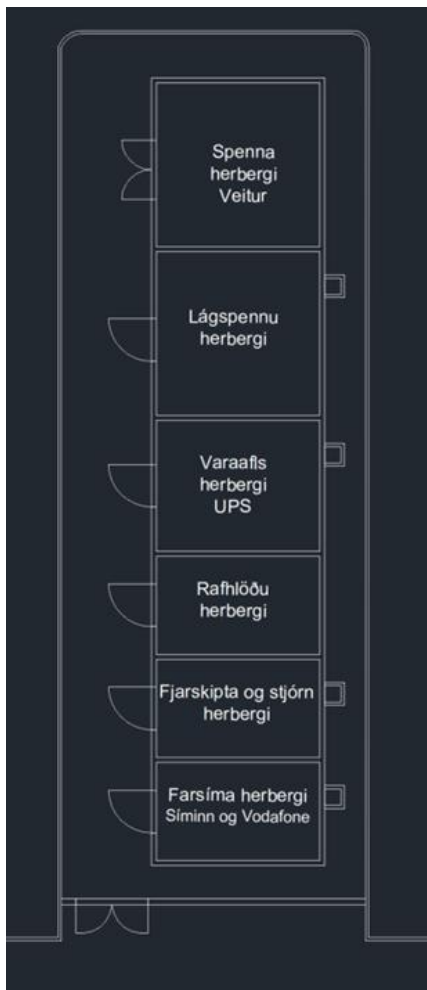 Spenna
herbergi
Veitur
Lágspennu
herbergi
Varaafls
herbergi
UPS
Rafhlöðu
herbergi
Fjarskipta og stjórn
herbergi
Farsíma herbergi
Síminn og Vodafone